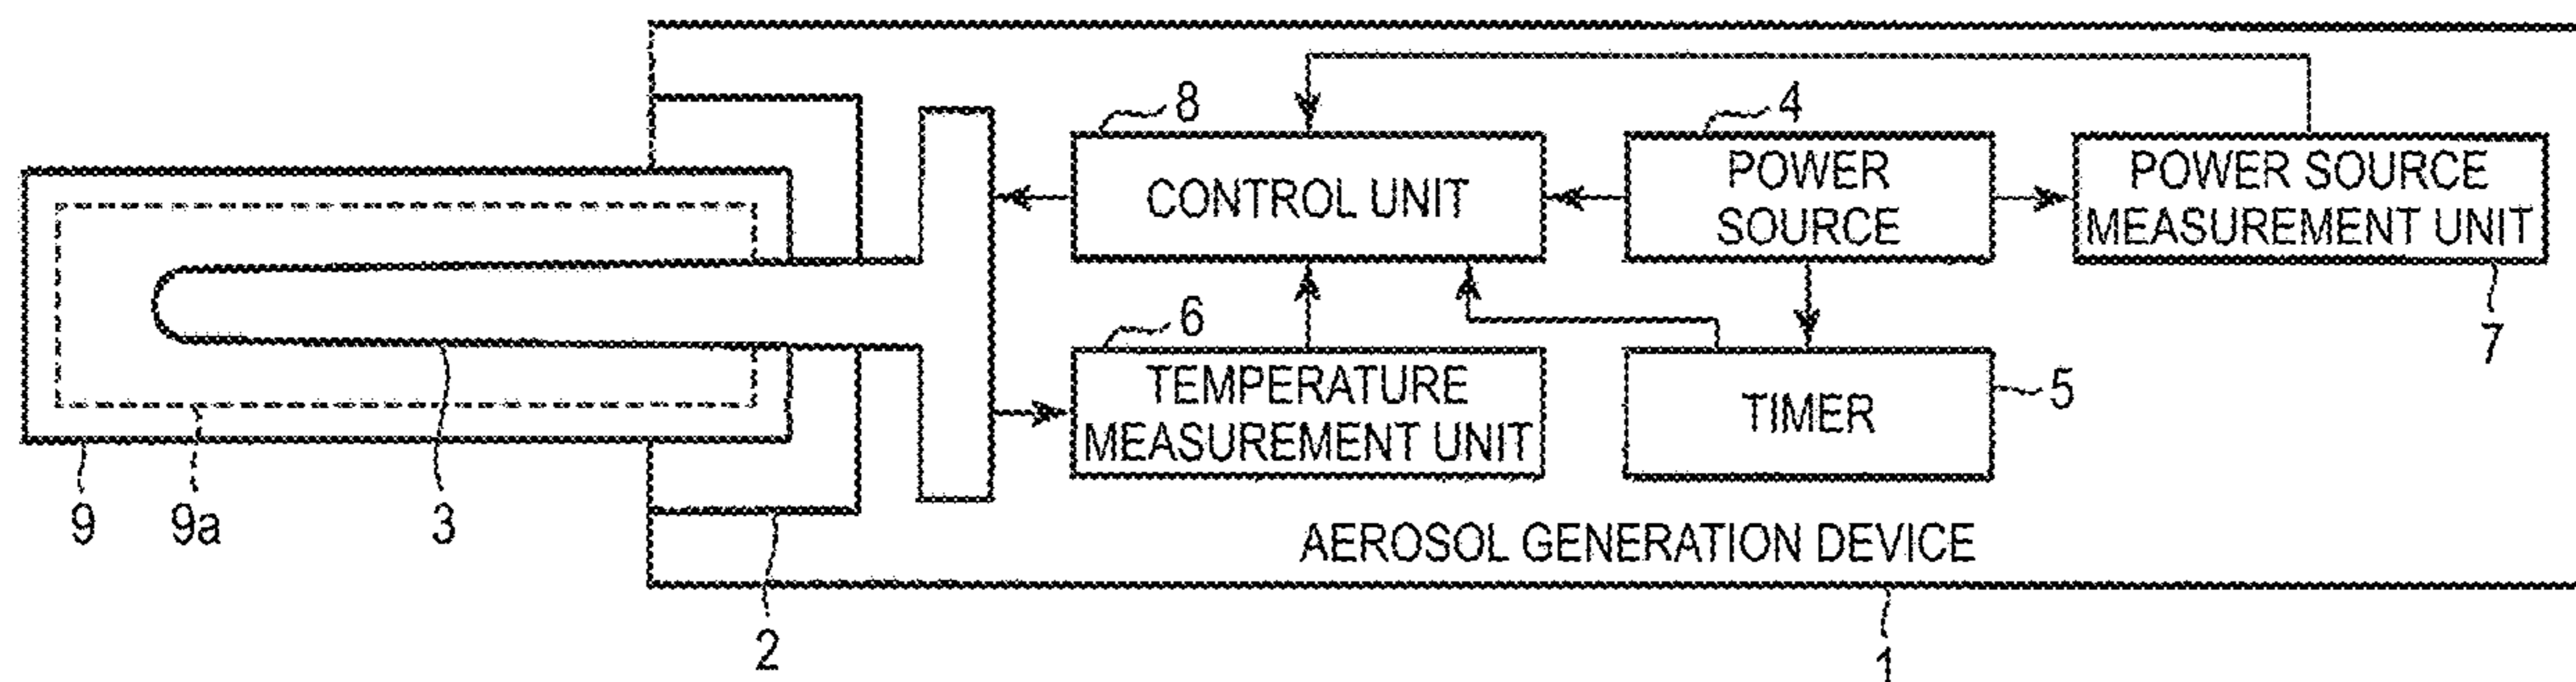 8
4
CONTROL UNIT
POWER
SOURCE
POWER SOURCE
MEASUREMENT UNIT
7
6
TEMPERATURE
MEASUREMENT UNIT
TIMER
5
9
9a
3
AEROSOL GENERATION DEVICE
2
1